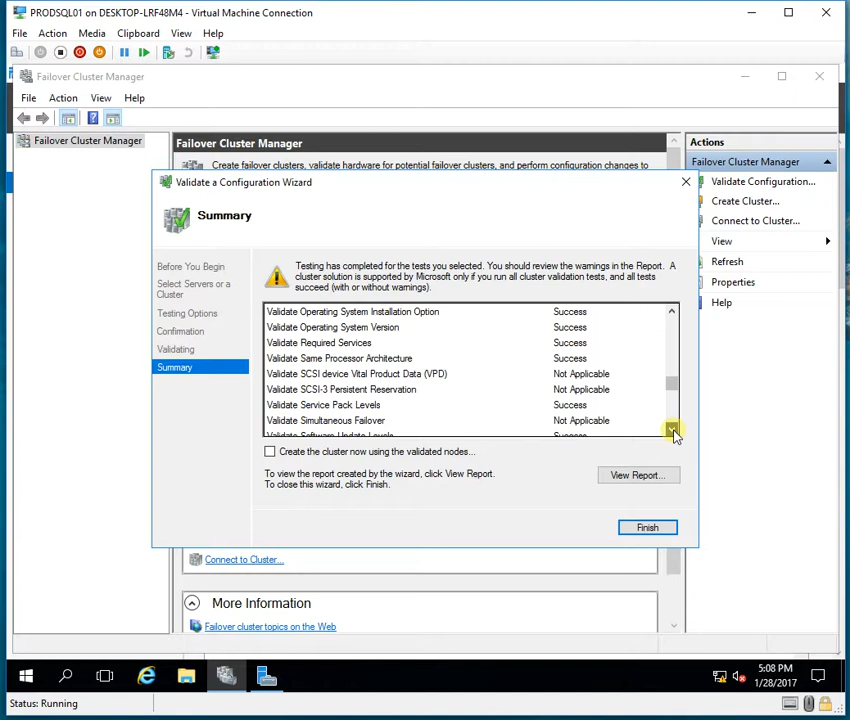 PRODSQL01 on DESKTOP-LRF48M4 - Virtual Machine Connection
File Action Media Clipboard View Help
Failover Cluster Manager
File Action View Help
Failover Cluster Manager
Failover Cluster Manager
Create failover clusters, validate hardware for potential failover clusters, and perform configuration changes to
Actions
Failover Cluster Manager
Validate Configuration...
Create Cluster...
Connect to Cluster...
View
Refresh
Properties
Help
Validate a Configuration Wizard
Summary
Before You Begin
Select Servers or a
Cluster
Testing Options
Confirmation
Validating
Summary
Testing has completed for the tests you selected. You should review the warnings in the Report. A
cluster solution is supported by Microsoft only if you run all cluster validation tests, and all tests
succeed (with or without warnings).
Validate Operating System Installation Option Success
Validate Operating System Version Success
Validate Required Services Success
Validate Same Processor Architecture Success
Validate SCSI device Vital Product Data (VPD) Not Applicable
Validate SCSI-3 Persistent Reservation Not Applicable
Validate Service Pack Levels Success
Validate Simultaneous Failover Not Applicable
Validate Software Update Levels Success
Create the cluster now using the validated nodes...
To view the report created by the wizard, click View Report.
To close this wizard, click Finish.
View Report...
Finish
Connect to Cluster...
More Information
Failover cluster topics on the Web
5:08 PM
1/28/2017
Status: Running